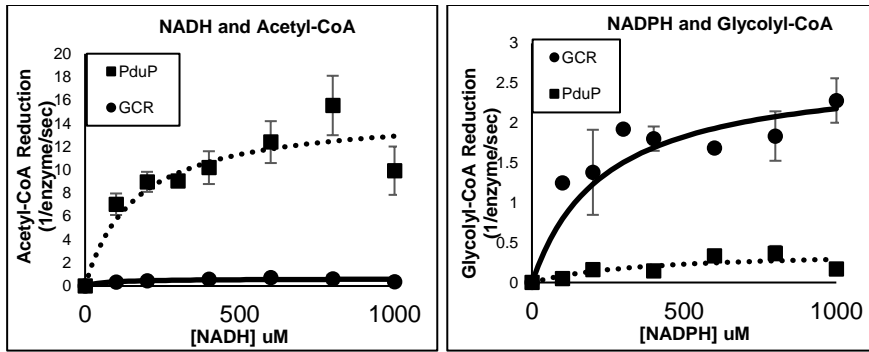 NADH and Acetyl-CoA
Acetyl-CoA Reduction
(1/enzyme/sec)
20
18
16
14
12
10
8
6
4
2
0
PduP
GCR
0
500
1000
[NADH] uM
NADPH and Glycolyl-CoA
Glycolyl-CoA Reduction
(1/enzyme/sec)
3
2.5
2
1.5
1
0.5
0
GCR
PduP
0
500
1000
[NADPH] uM